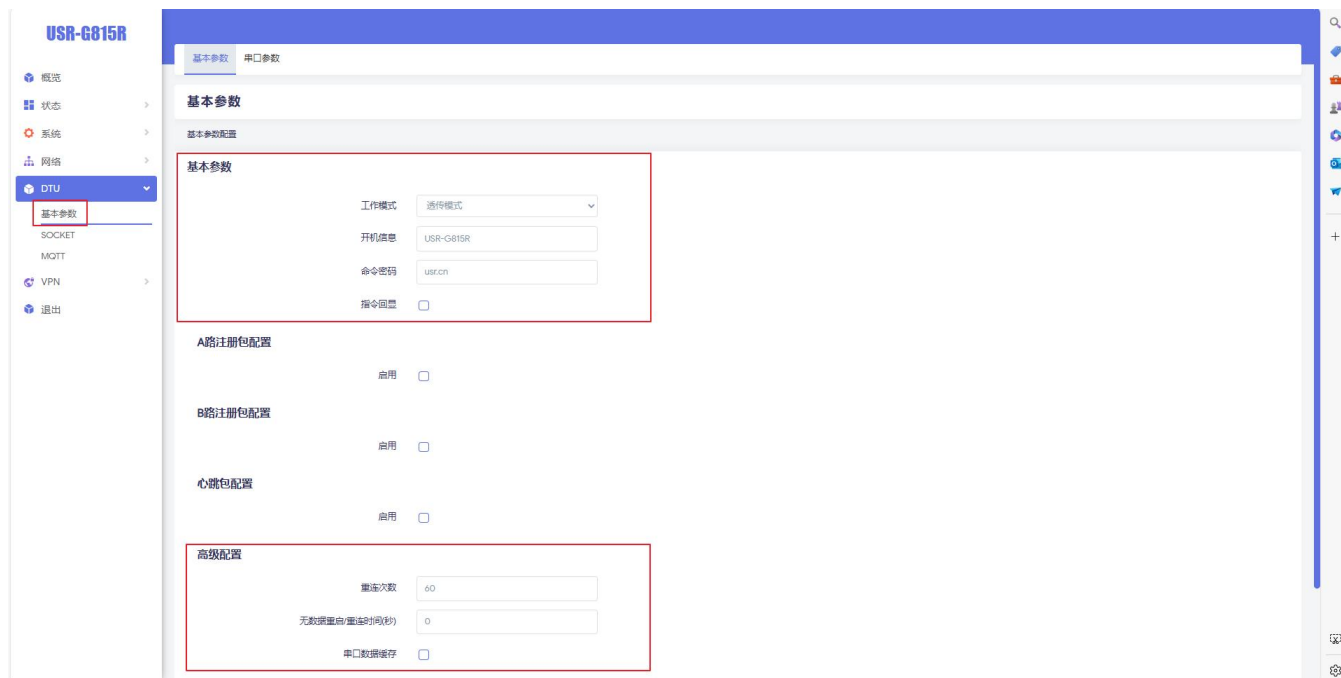 USR-G815R
概览
状态
系统
网络
DTU
基本参数
SOCKET
MQTT
VPN
退出
基本参数 串口参数
基本参数
基本参数配置
基本参数
工作模式 透传模式
开机信息 USR-G815R
命令密码 usr.cn
指令回显
A路注册包配置
启用
B路注册包配置
启用
心跳包配置
启用
高级配置
重连次数 60
无数据重启/重连时间(秒) 0
串口数据缓存